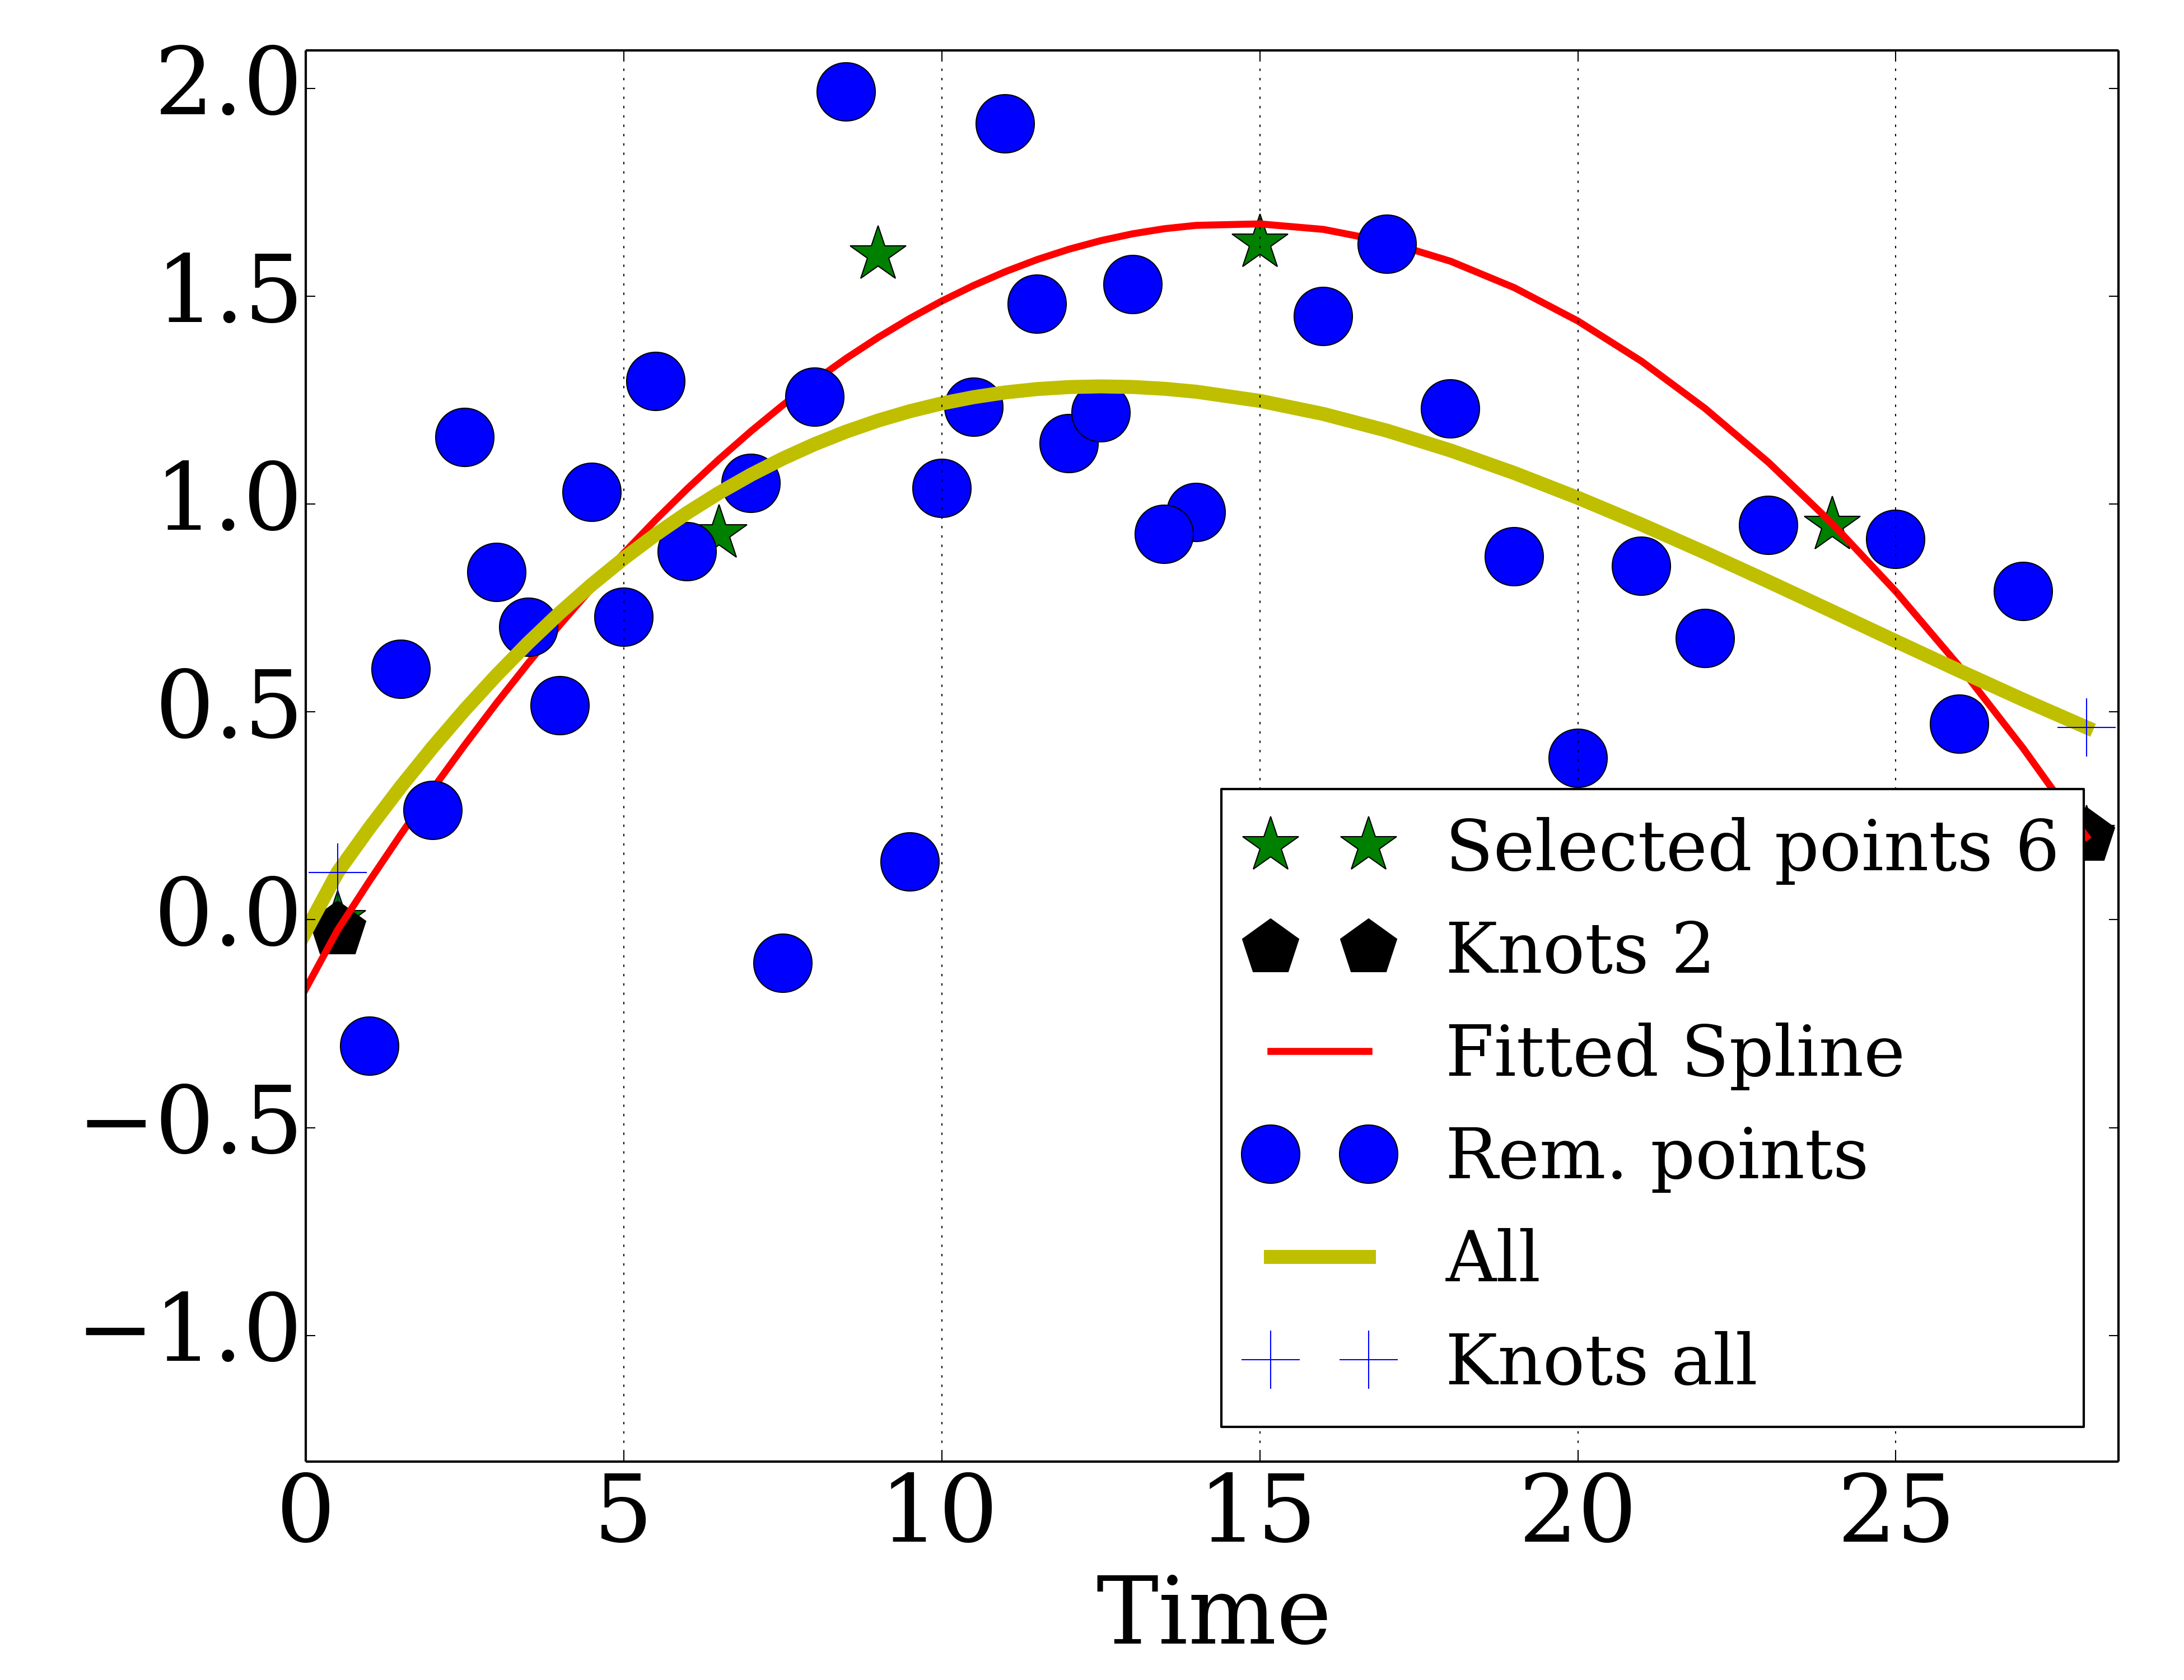 2.0
1.5
1.0
0.5
0.0
−0.5
−1.0
Selected points 6
Knots 2
Fitted Spline
Rem. points
All
Knots all
0 5 10 15 20 25
Time